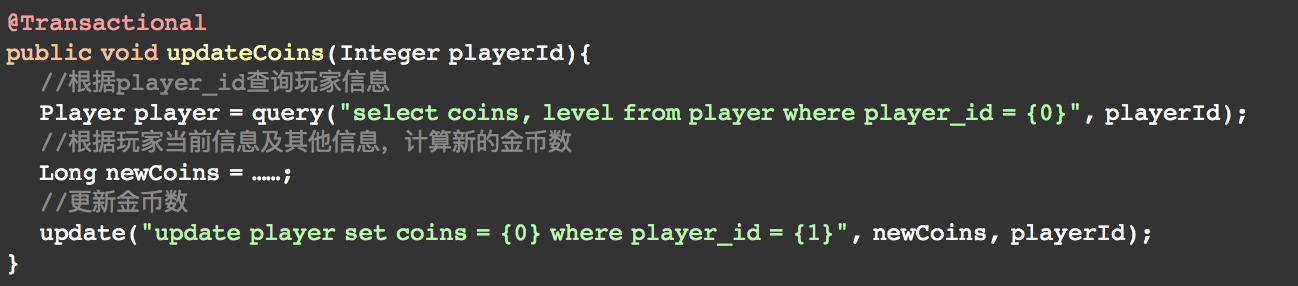 @Transactional
public void updateCoins(Integer playerId){
//根据player_id查询玩家信息
Player player = query("select coins, level from player where player_id = {0}", playerId);
//根据玩家当前信息及其他信息，计算新的金币数
Long newCoins = ……;
//更新金币数
update("update player set coins = {0} where player_id = {1}", newCoins, playerId);
}